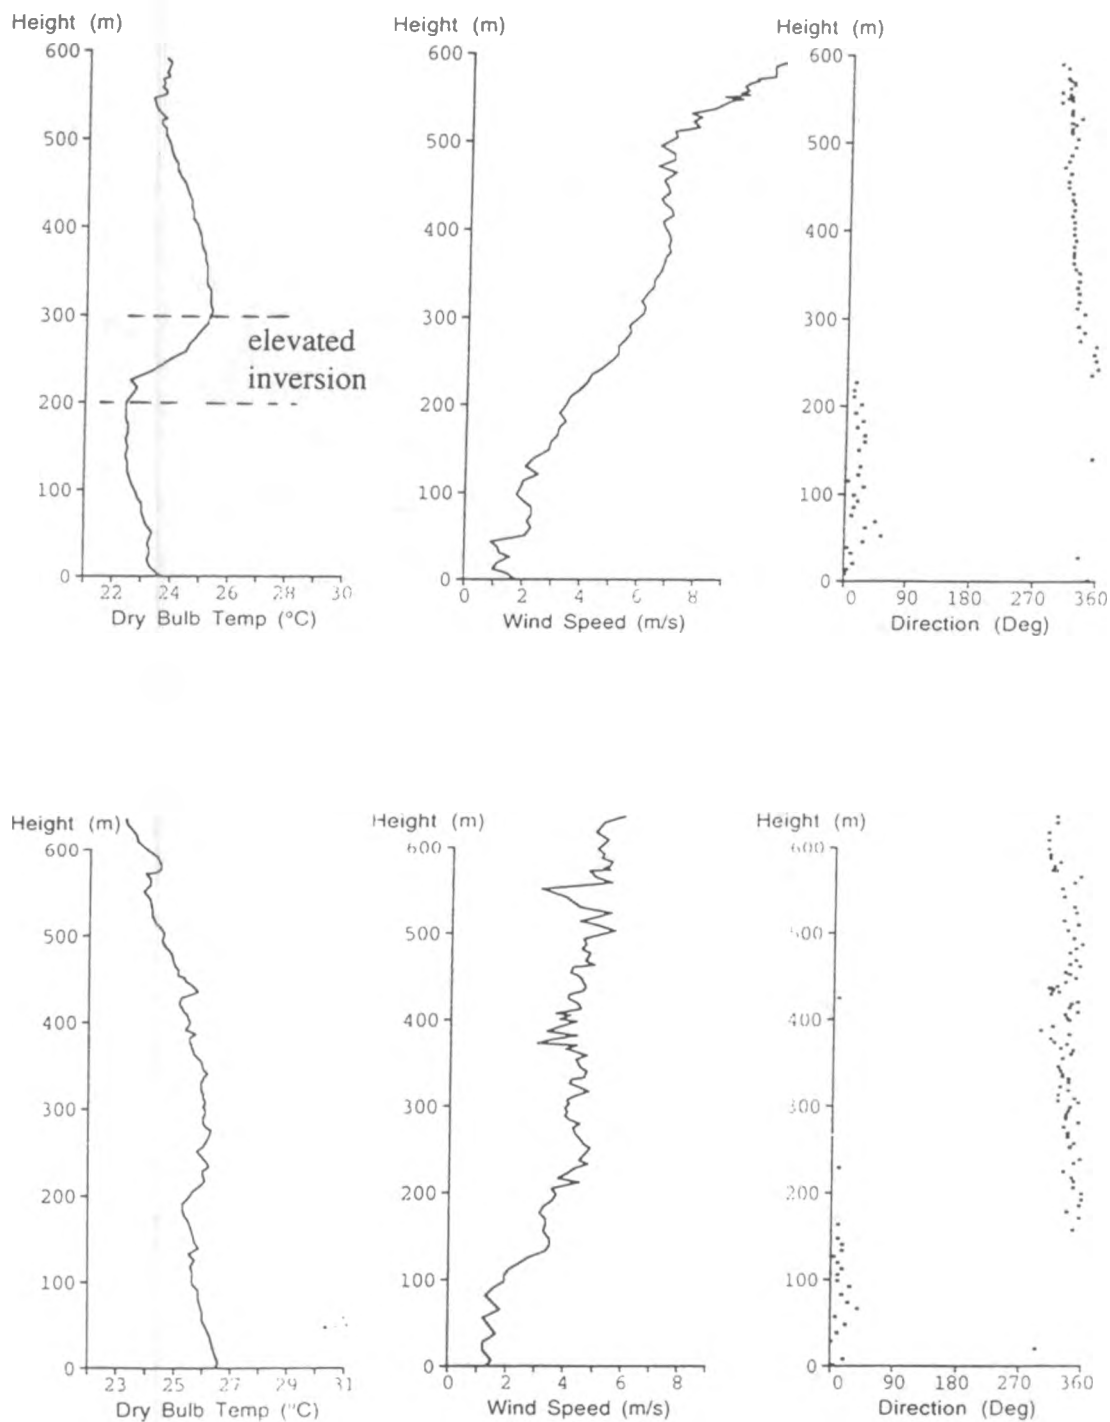 Height (m) Height (m) Height (m)
600 600 600
500 500 500
400 400 400
300 300 300
elevated
inversion
200 200 200
100 100 100
0 0 0
22 24 26 28 30 2 4 6 8 0 90 180 270 360
Dry Bulb Temp (°C) Wind Speed (m/s) Direction (Deg)
Height (m) Height (m) Height (m)
600 600 600
500 500 500
400 400 400
300 300 300
200 200 200
100 100 100
0 0 0
23 25 27 29 31 2 4 6 8 0 90 180 270 360
Dry Bulb Temp (°C) Wind Speed (m/s) Direction (Deg)